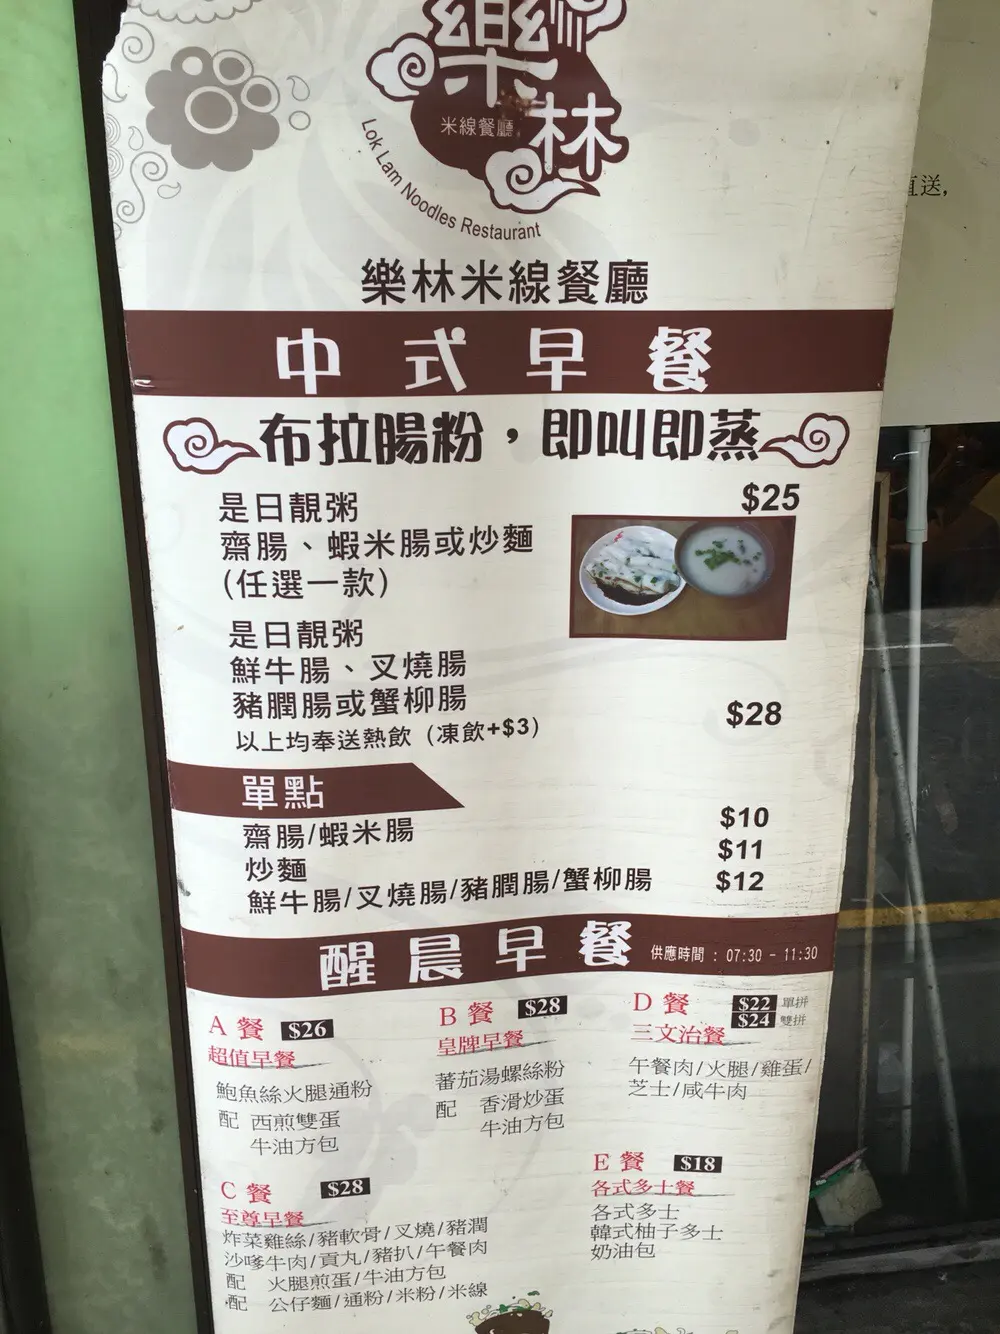 樂林
米線餐廳
Lok Lam Noodles Restaurant
樂林米線餐廳
中式早餐
布拉腸粉，即叫即蒸
是日靚粥 $25
齋腸、蝦米腸或炒麵
(任選一款)
是日靚粥
鮮牛腸、叉燒腸
豬膶腸或蟹柳腸 $28
以上均奉送熱飲 (凍飲+$3)
單點
齋腸/蝦米腸 $10
炒麵 $11
鮮牛腸/叉燒腸/豬膶腸/蟹柳腸 $12
醒晨早餐 供應時間 : 07:30 - 11:30
A 餐 $26
超值早餐
鮑魚絲火腿通粉
配 西煎雙蛋
牛油方包
B 餐 $28
皇牌早餐
蕃茄湯螺絲粉
配 香滑炒蛋
牛油方包
D 餐 $22 單拼
$24 雙拼
三文治餐
午餐肉/火腿/雞蛋/
芝士/咸牛肉
C 餐 $28
至尊早餐
炸菜雞絲/豬軟骨/叉燒/豬膶
沙嗲牛肉/貢丸/豬扒/午餐肉
配 火腿煎蛋/牛油方包
配 公仔麵/通粉/米粉/米線
E 餐 $18
各式多士餐
各式多士
韓式柚子多士
奶油包
送,